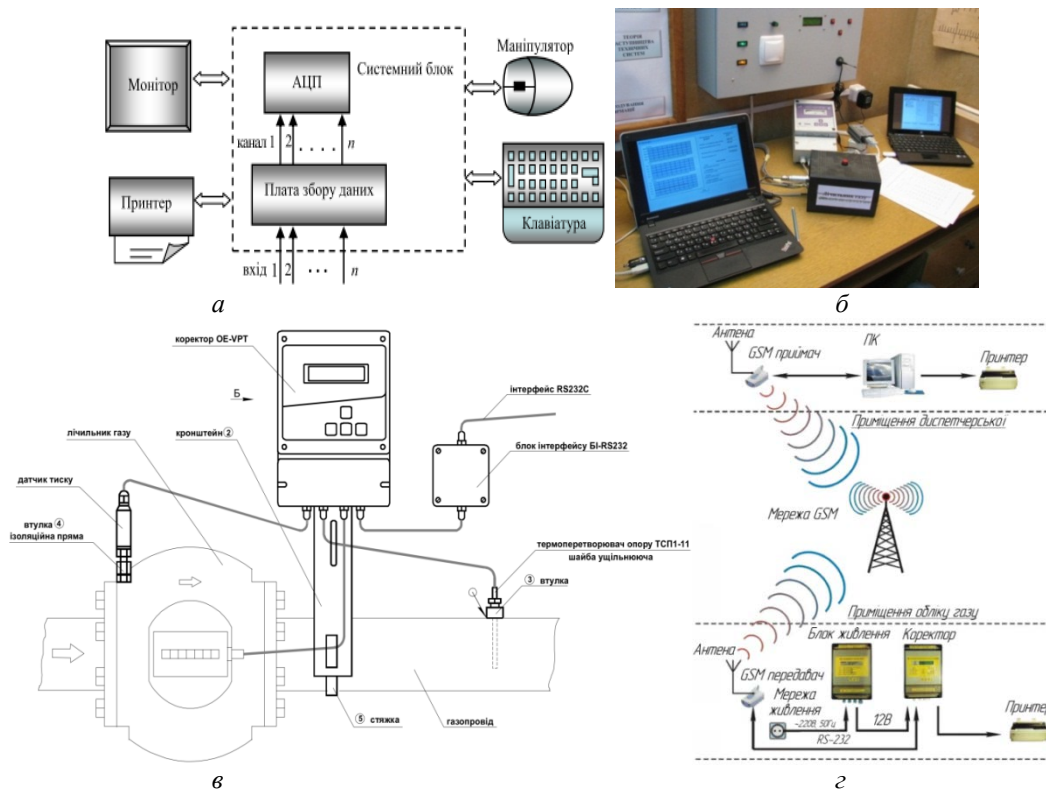 Монітор
АЦП
Системний блок
Маніпулятор
канал 1 2 . . . . n
Плата збору даних
Принтер
Клавіатура
вхід 1 2 . . . n
а
ТЕОРІЯ
ТЕХНІЧНИХ
СИСТЕМ
б
коректор OE-VPT
Б
інтерфейс RS232C
лічильник газу
кронштейн 2
блок інтерфейсу БІ-RS232
датчик тиску
втулка 4
ізоляційна пряма
термоперетворювач опору ТСП1-11
шайба ущільнююча
3 втулка
5 стяжка
газопровід
в
Антена
GSM приймач
ПК
Принтер
Приміщення диспетчерської
Мережа GSM
Приміщення обліку газу
Блок живлення
Коректор
Антена
GSM передавач
Мережа
живлення
~220В, 50Гц
12В
RS-232
Принтер
г